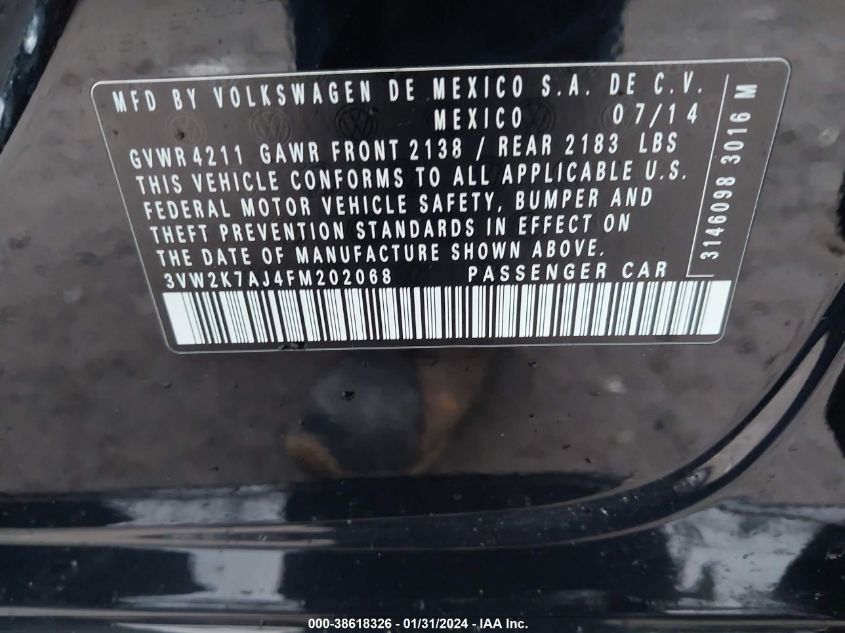 MFD BY VOLKSWAGEN DE MEXICO S.A. DE C.V.
MEXICO 07/14
GVWR 4211 GAWR FRONT 2138 / REAR 2183 LBS
THIS VEHICLE CONFORMS TO ALL APPLICABLE U.S.
FEDERAL MOTOR VEHICLE SAFETY, BUMPER AND
THEFT PREVENTION STANDARDS IN EFFECT ON
THE DATE OF MANUFACTURE SHOWN ABOVE.
3VW2K7AJ4FM202068 PASSENGER CAR
3146098 3016 M
000-38618326 - 01/31/2024 - IAA Inc.